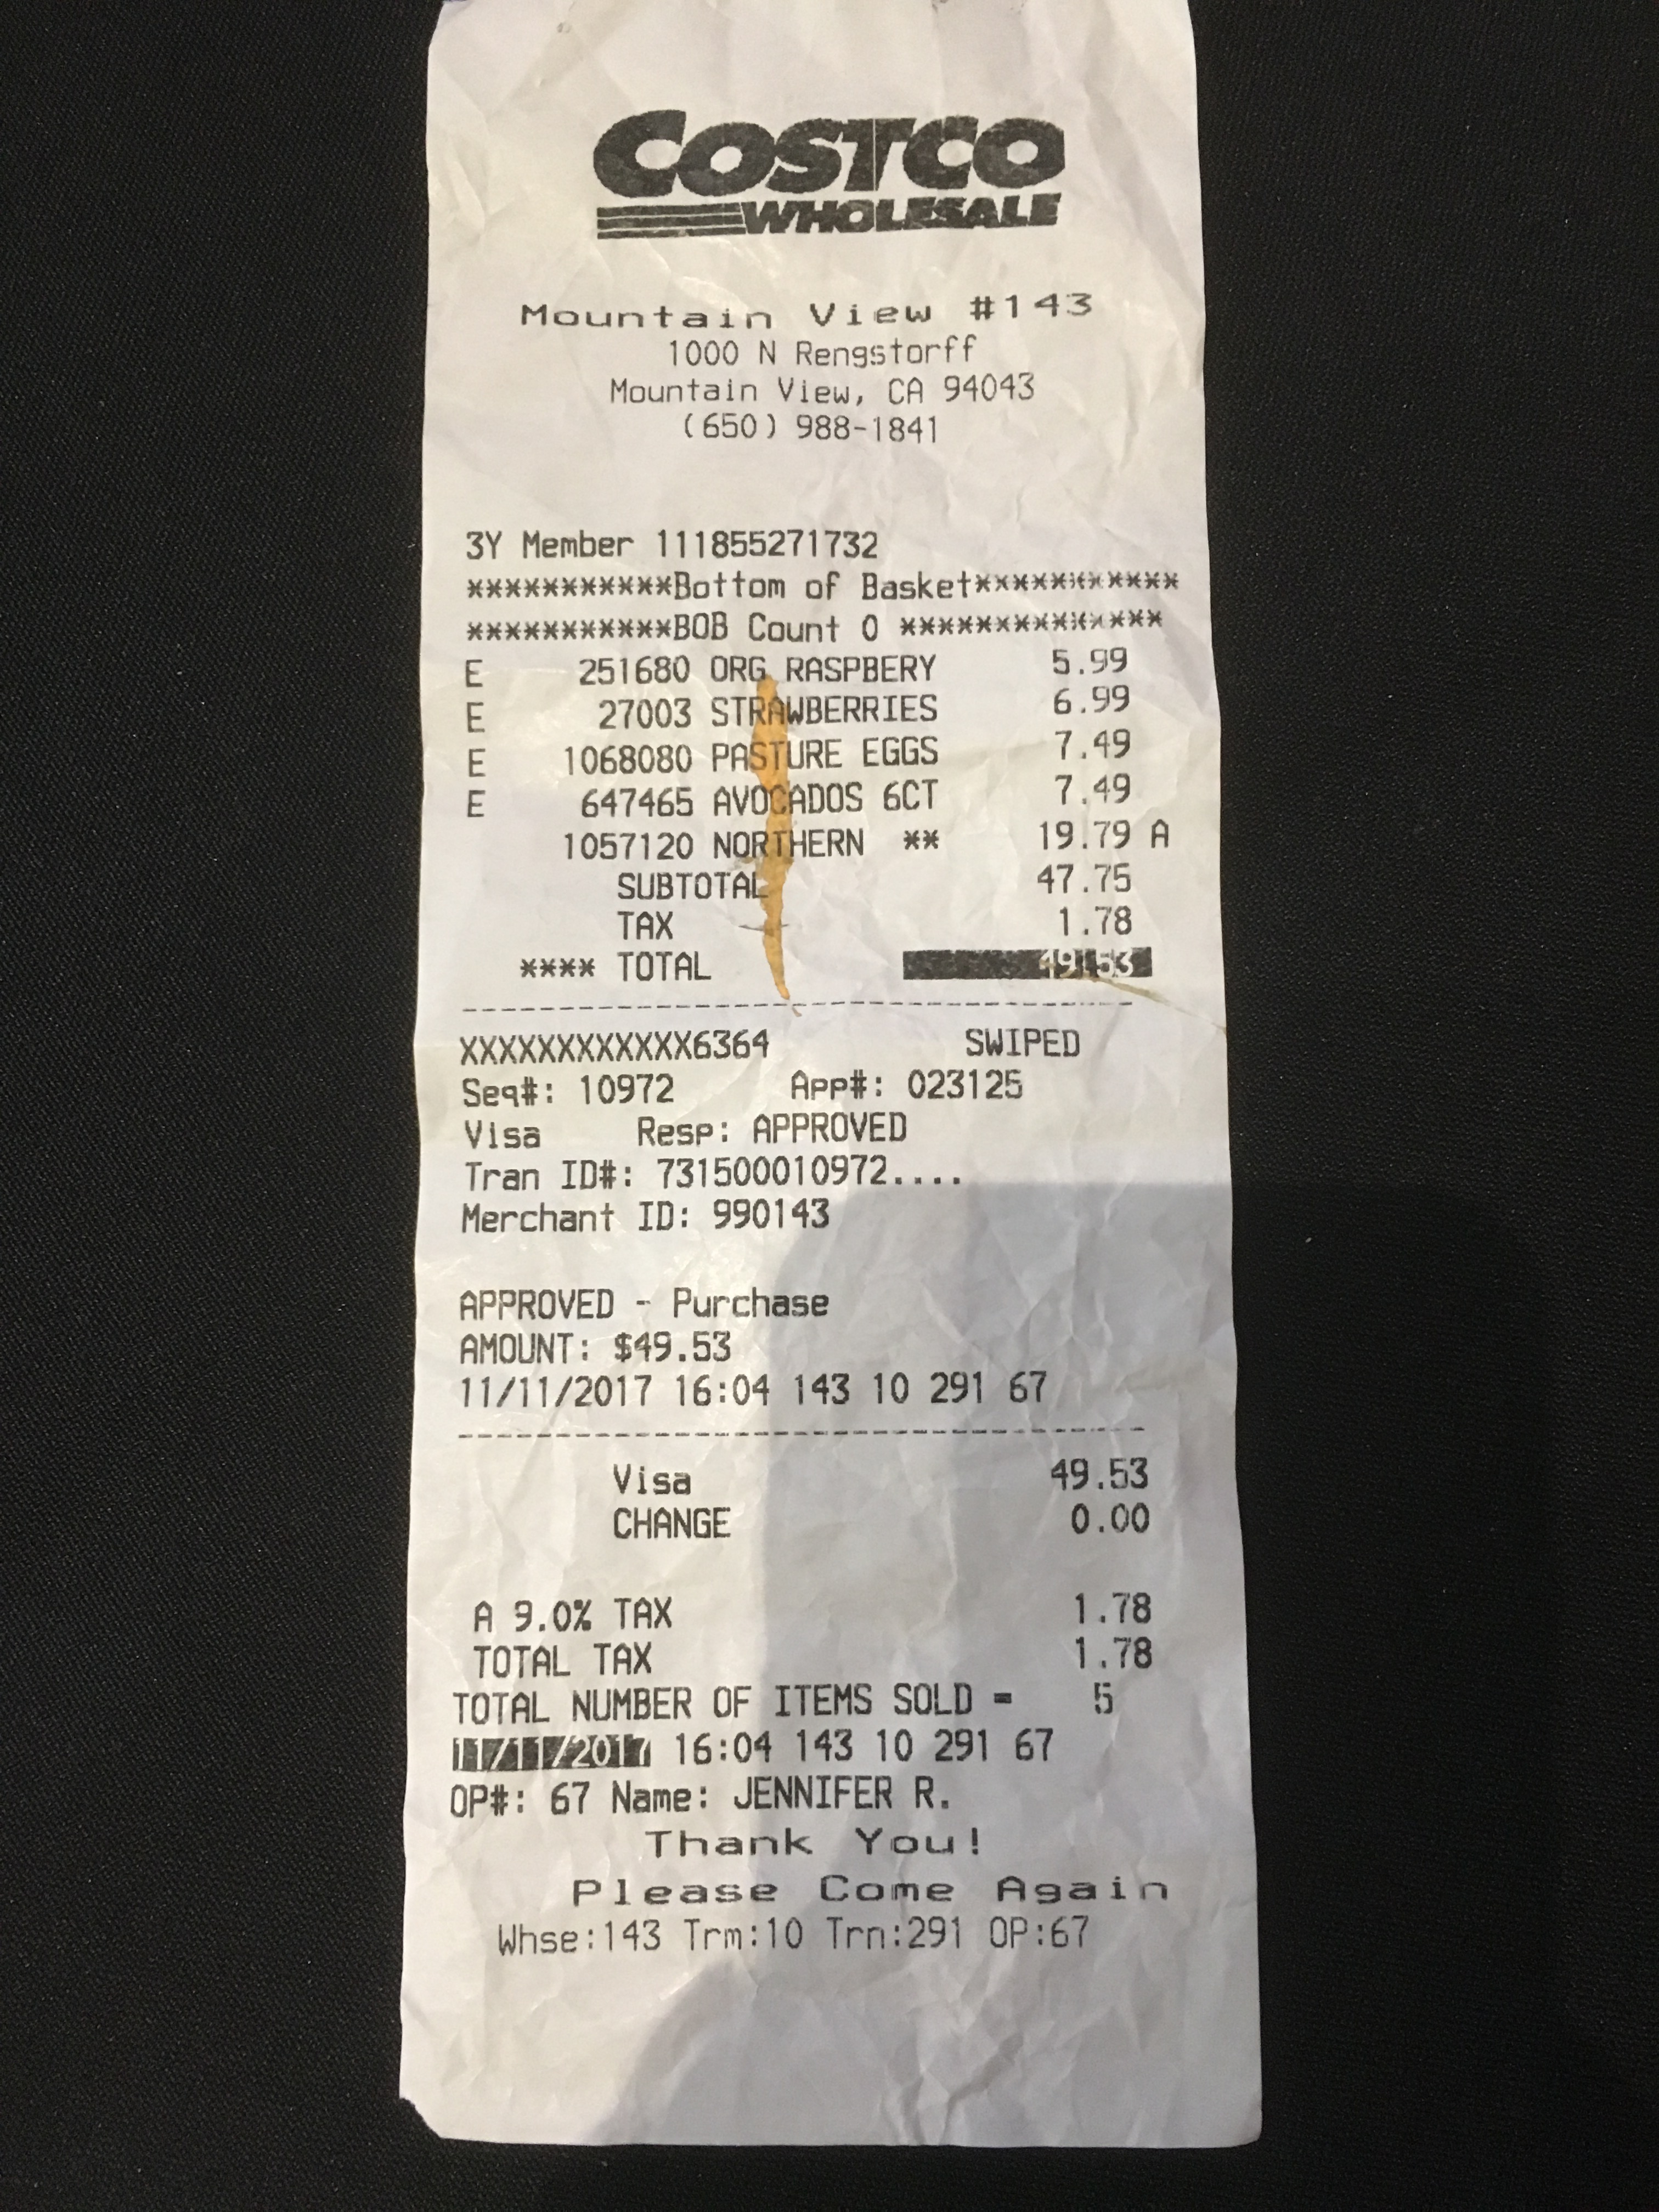 COSTCO
WHOLESALE
Mountain View #143
1000 N Rengstorff
Mountain View, CA 94043
(650) 988-1841
3Y Member 111855271732
***********Bottom of Basket***********
***********BOB Count 0 **************
E 251680 ORG RASPBERY 5.99
E 27003 STRAWBERRIES 6.99
E 1068080 PASTURE EGGS 7.49
E 647465 AVOCADOS 6CT 7.49
1057120 NORTHERN ** 19.79 A
SUBTOTAL 47.75
TAX 1.78
**** TOTAL 49.53
XXXXXXXXXXXX6364 SWIPED
Seq#: 10972 App#: 023125
Visa Resp: APPROVED
Tran ID#: 731500010972....
Merchant ID: 990143
APPROVED - Purchase
AMOUNT: $49.53
11/11/2017 16:04 143 10 291 67
Visa 49.53
CHANGE 0.00
A 9.0% TAX 1.78
TOTAL TAX 1.78
TOTAL NUMBER OF ITEMS SOLD = 5
11/11/2017 16:04 143 10 291 67
OP#: 67 Name: JENNIFER R.
Thank You!
Please Come Again
Whse:143 Trm:10 Trn:291 OP:67